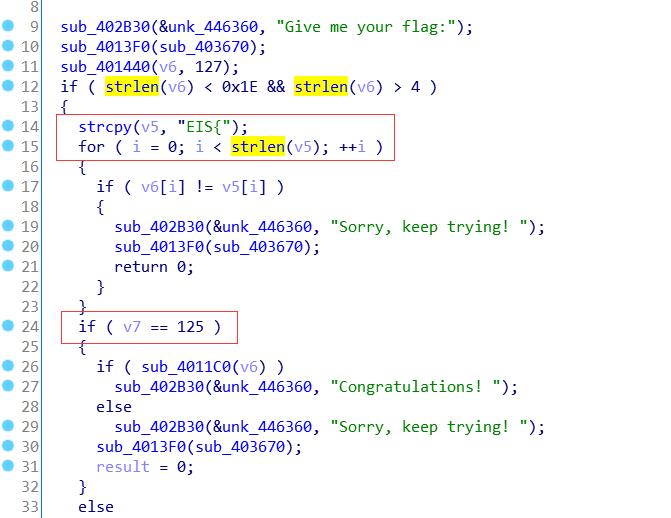 8
9 sub_402B30(&unk_446360, "Give me your flag:");
10 sub_4013F0(sub_403670);
11 sub_401440(v6, 127);
12 if ( strlen(v6) < 0x1E && strlen(v6) > 4 )
13 {
14 strcpy(v5, "EIS{");
15 for ( i = 0; i < strlen(v5); ++i )
16 {
17 if ( v6[i] != v5[i] )
18 {
19 sub_402B30(&unk_446360, "Sorry, keep trying! ");
20 sub_4013F0(sub_403670);
21 return 0;
22 }
23 }
24 if ( v7 == 125 )
25 {
26 if ( sub_4011C0(v6) )
27 sub_402B30(&unk_446360, "Congratulations! ");
28 else
29 sub_402B30(&unk_446360, "Sorry, keep trying! ");
30 sub_4013F0(sub_403670);
31 result = 0;
32 }
33 else